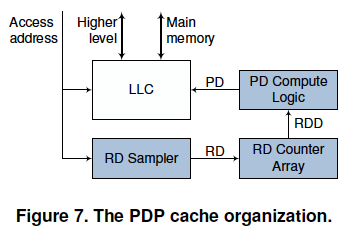 Access
address
Higher
level
Main
memory
LLC
PD
PD Compute
Logic
RDD
RD Sampler
RD
RD Counter
Array
Figure 7. The PDP cache organization.